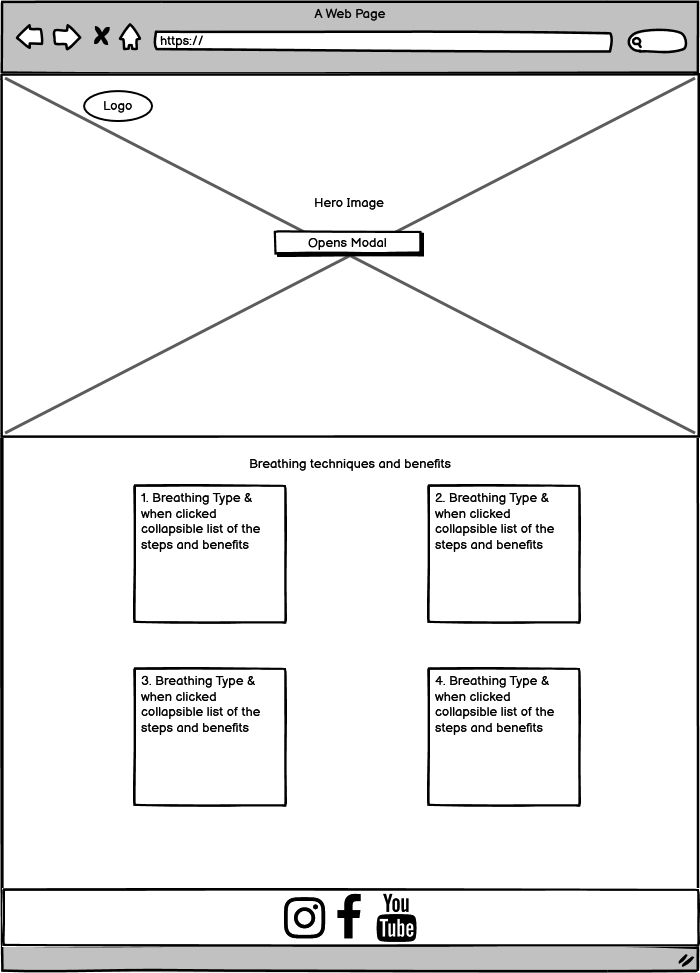 A Web Page
https://
Logo
Hero Image
Opens Modal
Breathing techniques and benefits
1. Breathing Type &
when clicked
collapsible list of the
steps and benefits
2. Breathing Type &
when clicked
collapsible list of the
steps and benefits
3. Breathing Type &
when clicked
collapsible list of the
steps and benefits
4. Breathing Type &
when clicked
collapsible list of the
steps and benefits
You
Tube